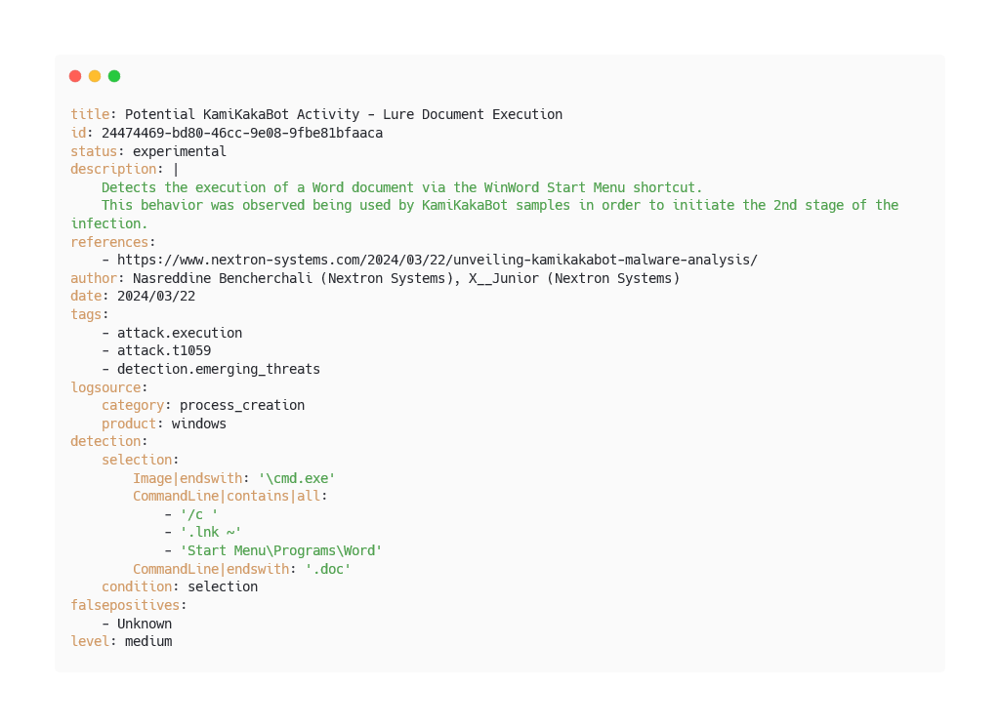 title: Potential KamiKakaBot Activity - Lure Document Execution
id: 24474469-bd80-46cc-9e08-9fbe81bfaaca
status: experimental
description: |
    Detects the execution of a Word document via the WinWord Start Menu shortcut.
    This behavior was observed being used by KamiKakaBot samples in order to initiate the 2nd stage of the
infection.
references:
    - https://www.nextron-systems.com/2024/03/22/unveiling-kamikakabot-malware-analysis/
author: Nasreddine Bencherchali (Nextron Systems), X__Junior (Nextron Systems)
date: 2024/03/22
tags:
    - attack.execution
    - attack.t1059
    - detection.emerging_threats
logsource:
    category: process_creation
    product: windows
detection:
    selection:
        Image|endswith: '\cmd.exe'
        CommandLine|contains|all:
            - '/c '
            - '.lnk ~'
            - 'Start Menu\Programs\Word'
        CommandLine|endswith: '.doc'
    condition: selection
falsepositives:
    - Unknown
level: medium